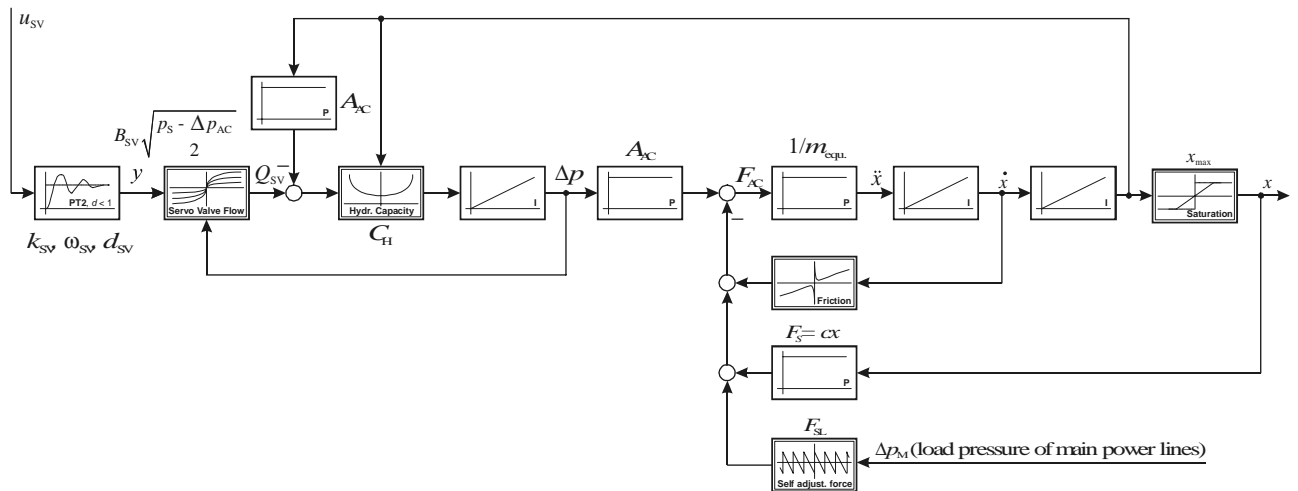 u_SV
A_AC
P
B_SV √((p_S - Δp_AC)/2)
y
Q_SV
−
Δp
A_AC
F_AC
1/m_equ.
ẍ
ẋ
x_max
x
PT2, d < 1
Servo Valve Flow
Hydr. Capacity
I
P
P
I
I
Saturation
k_SV, ω_SV, d_SV
C_H
−
Friction
F_S = cx
P
F_SL
Self adjust. force
Δp_M (load pressure of main power lines)